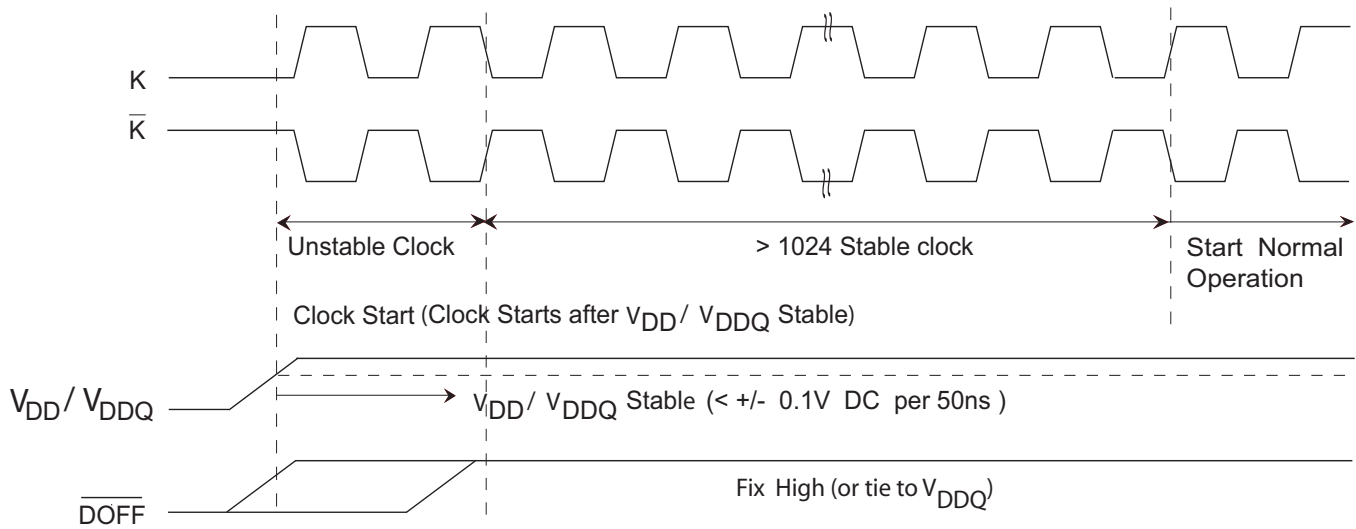 K
K
Unstable Clock
> 1024 Stable clock
Start Normal
Operation
Clock Start (Clock Starts after VDD/ VDDQ Stable)
VDD/ VDDQ
VDD/ VDDQ Stable (< +/- 0.1V DC per 50ns )
DOFF
Fix High (or tie to VDDQ)